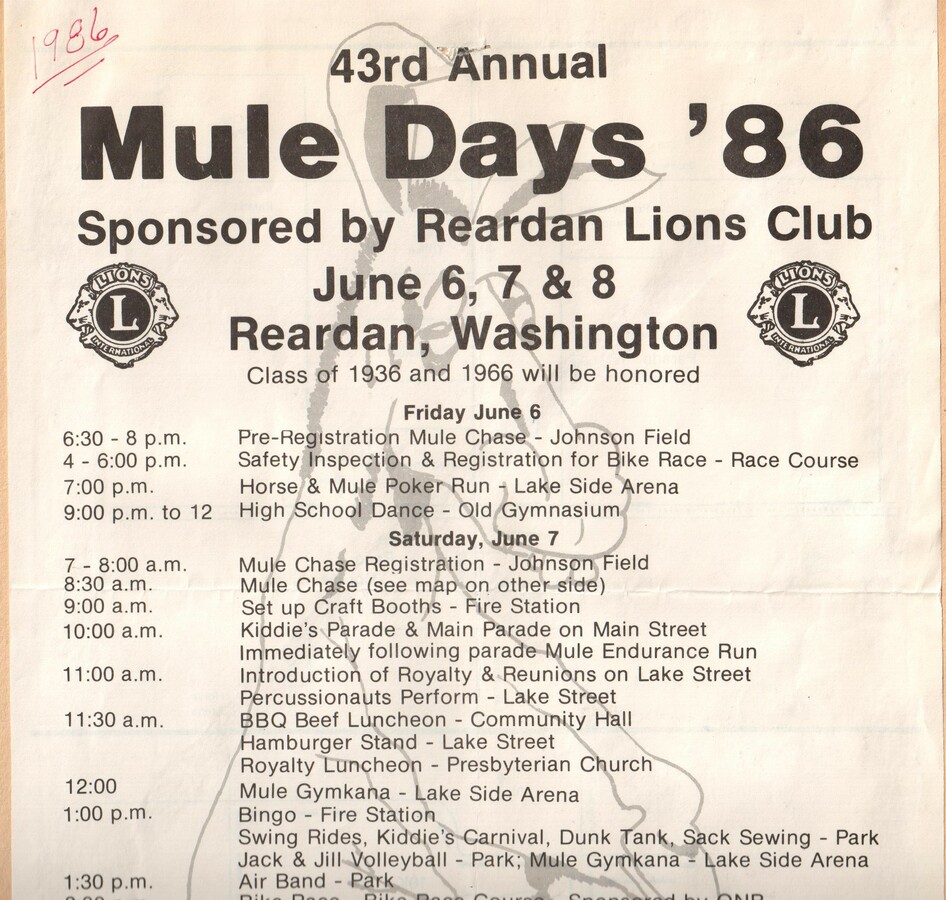 1986
43rd Annual
Mule Days '86
Sponsored by Reardan Lions Club
June 6, 7 & 8
Reardan, Washington
LIONS L INTERNATIONAL
LIONS L INTERNATIONAL
Class of 1936 and 1966 will be honored
Friday June 6
6:30 - 8 p.m. Pre-Registration Mule Chase - Johnson Field
4 - 6:00 p.m. Safety Inspection & Registration for Bike Race - Race Course
7:00 p.m. Horse & Mule Poker Run - Lake Side Arena
9:00 p.m. to 12 High School Dance - Old Gymnasium
Saturday, June 7
7 - 8:00 a.m. Mule Chase Registration - Johnson Field
8:30 a.m. Mule Chase (see map on other side)
9:00 a.m. Set up Craft Booths - Fire Station
10:00 a.m. Kiddie's Parade & Main Parade on Main Street
Immediately following parade Mule Endurance Run
11:00 a.m. Introduction of Royalty & Reunions on Lake Street
Percussionauts Perform - Lake Street
11:30 a.m. BBQ Beef Luncheon - Community Hall
Hamburger Stand - Lake Street
Royalty Luncheon - Presbyterian Church
12:00 Mule Gymkana - Lake Side Arena
1:00 p.m. Bingo - Fire Station
Swing Rides, Kiddie's Carnival, Dunk Tank, Sack Sewing - Park
Jack & Jill Volleyball - Park; Mule Gymkana - Lake Side Arena
1:30 p.m. Air Band - Park
Bike Race - Bike Race Course - Sponsored by